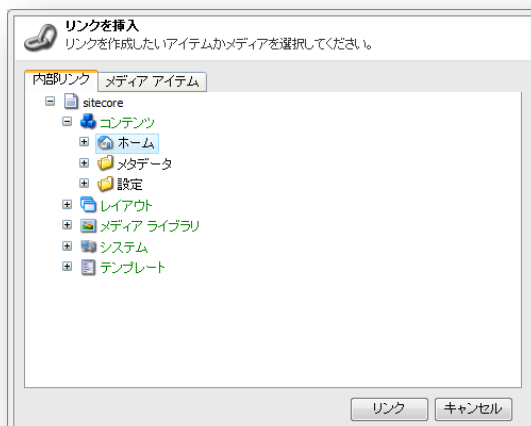 リンクを挿入
リンクを作成したいアイテムかメディアを選択してください。
内部リンク メディア アイテム
sitecore
コンテンツ
ホーム
メタデータ
設定
レイアウト
メディア ライブラリ
システム
テンプレート
リンク キャンセル